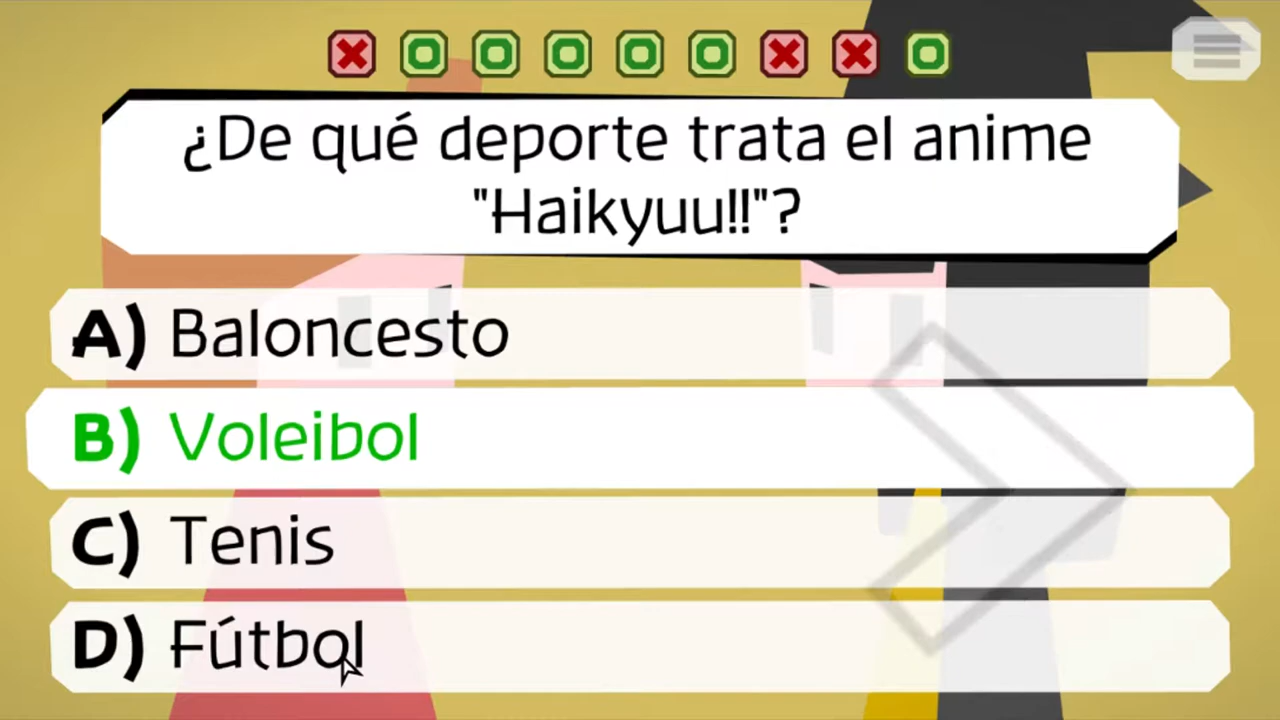 ¿De qué deporte trata el anime
"Haikyuu!!"?
A) Baloncesto
B) Voleibol
C) Tenis
D) Fútbol